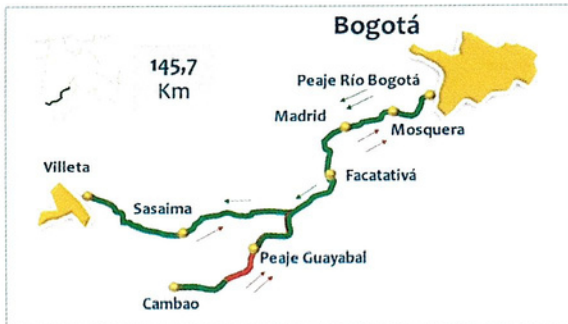 Bogotá
145,7
Km
Peaje Río Bogotá
Madrid
Mosquera
Villeta
Facatativá
Sasaima
Peaje Guayabal
Cambao